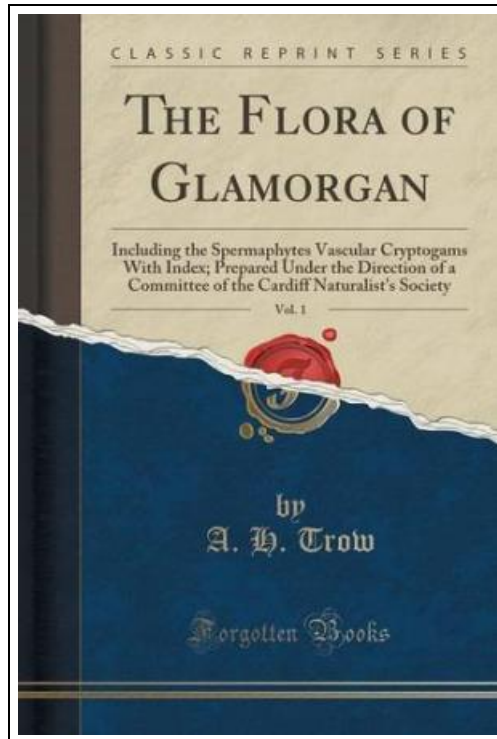 CLASSIC REPRINT SERIES
THE FLORA OF
GLAMORGAN
Including the Spermaphytes Vascular Cryptogams
With Index; Prepared Under the Direction of a
Committee of the Cardiff Naturalist's Society
Vol. 1
by
A. H. Trow
Forgotten Books